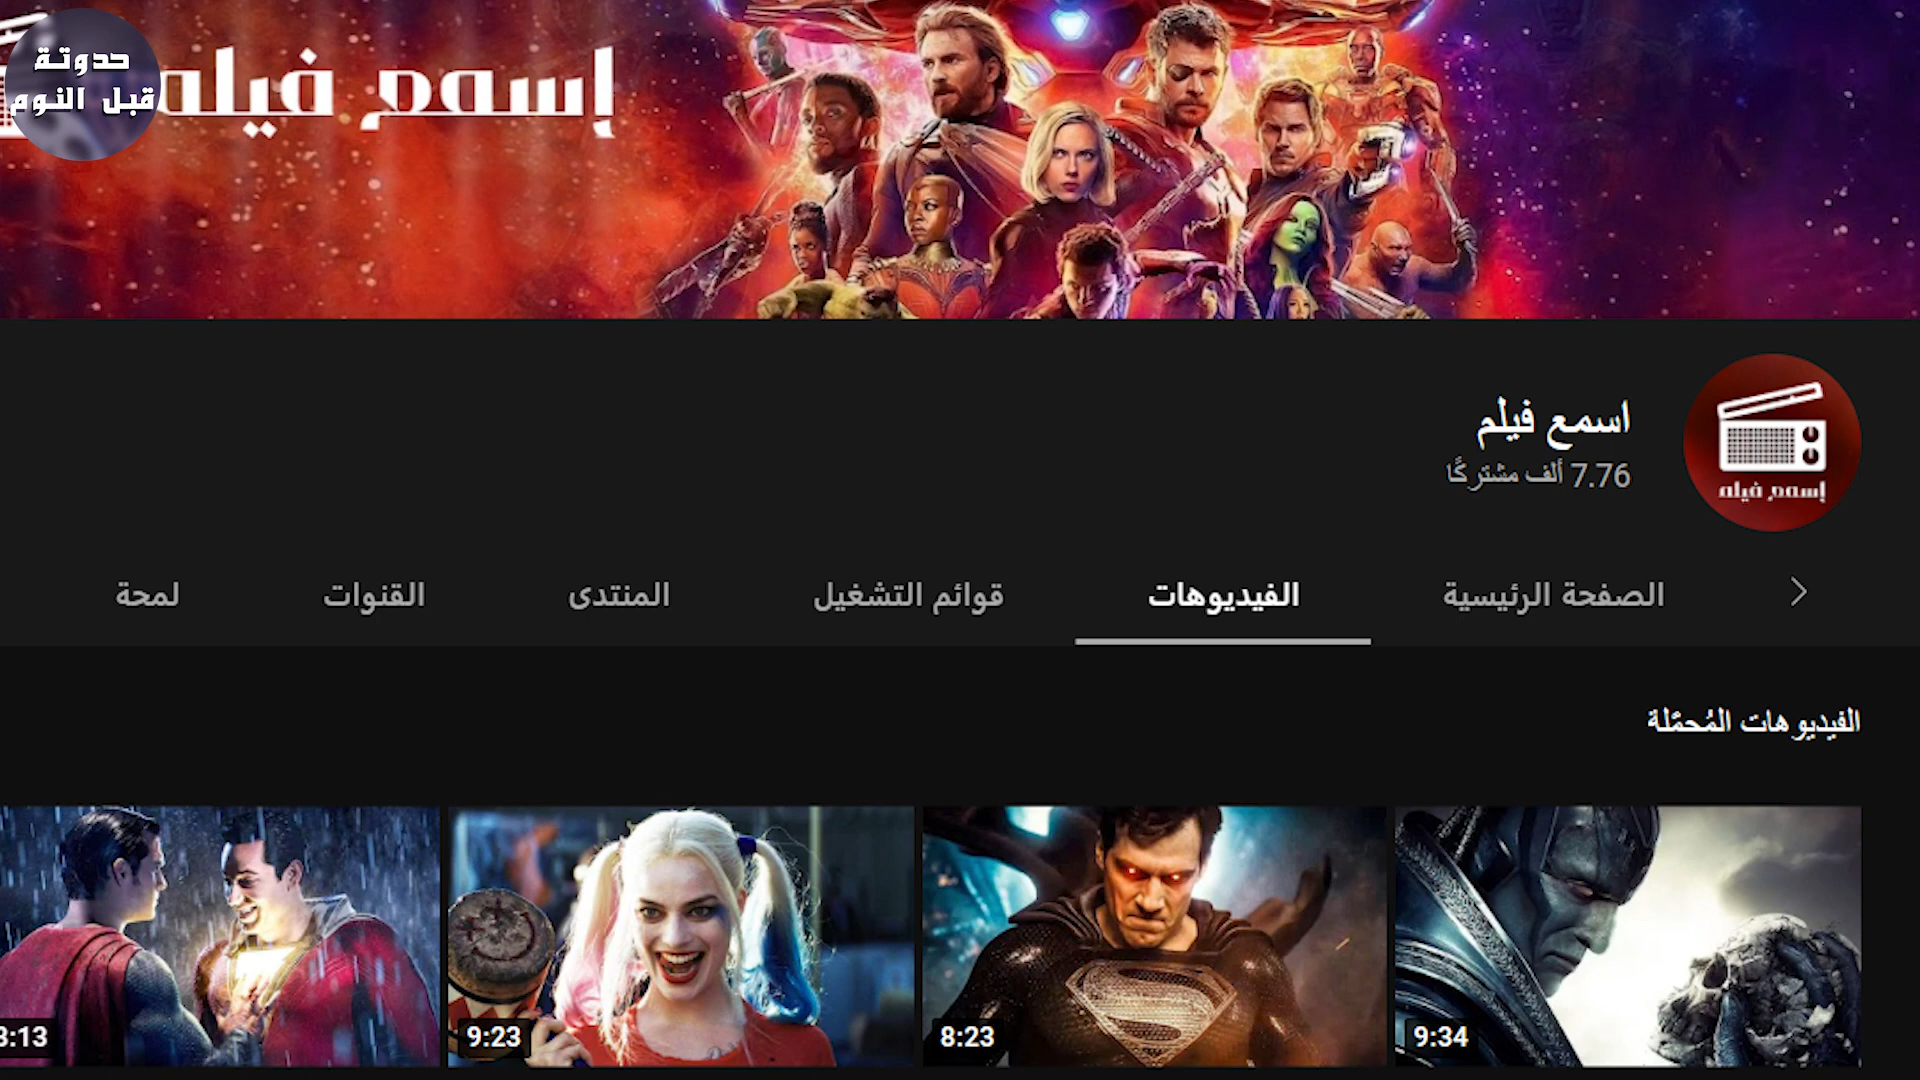 حدوتة
قبل النوم
إسمع فيلم
اسمع فيلم
7.76 ألف مشتركًا
إسمع فيلم
الصفحة الرئيسية
الفيديوهات
قوائم التشغيل
المنتدى
القنوات
لمحة
الفيديوهات المُحمّلة
9:34
8:23
9:23
3:13